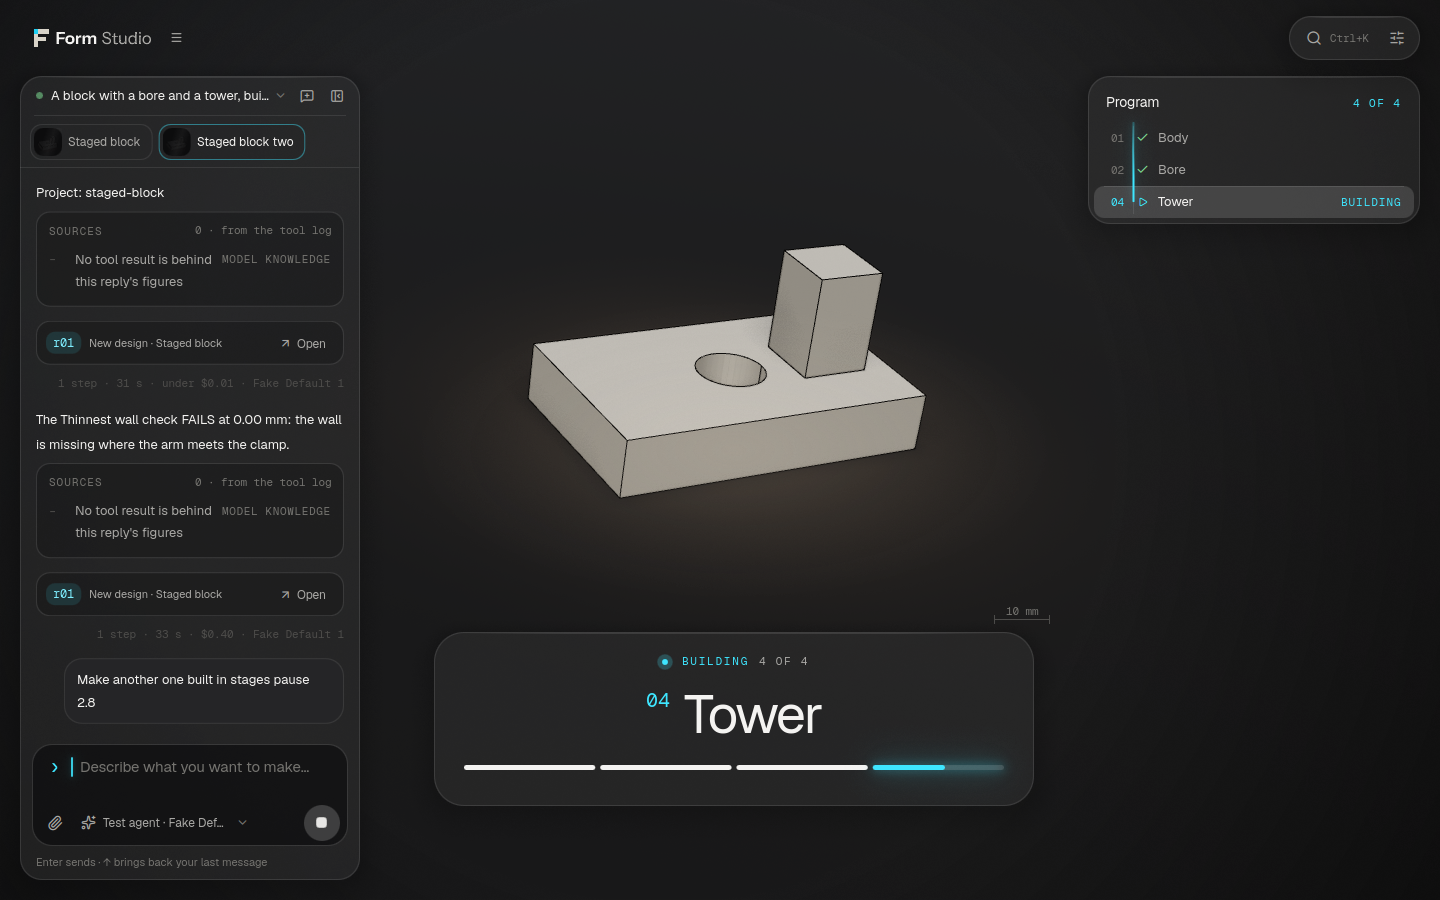 Form Studio
Ctrl+K
A block with a bore and a tower, bui...
Staged block
Staged block two
Project: staged-block
SOURCES
0 · from the tool log
–
No tool result is behind
MODEL KNOWLEDGE
this reply's figures
r01
New design · Staged block
Open
1 step · 31 s · under $0.01 · Fake Default 1
The Thinnest wall check FAILS at 0.00 mm: the wall
is missing where the arm meets the clamp.
SOURCES
0 · from the tool log
–
No tool result is behind
MODEL KNOWLEDGE
this reply's figures
r01
New design · Staged block
Open
1 step · 33 s · $0.40 · Fake Default 1
Make another one built in stages pause
2.8
Describe what you want to make...
Test agent · Fake Def...
Enter sends · ↑ brings back your last message
10 mm
BUILDING 4 OF 4
04 Tower
Program
4 OF 4
01 Body
02 Bore
04 Tower
BUILDING